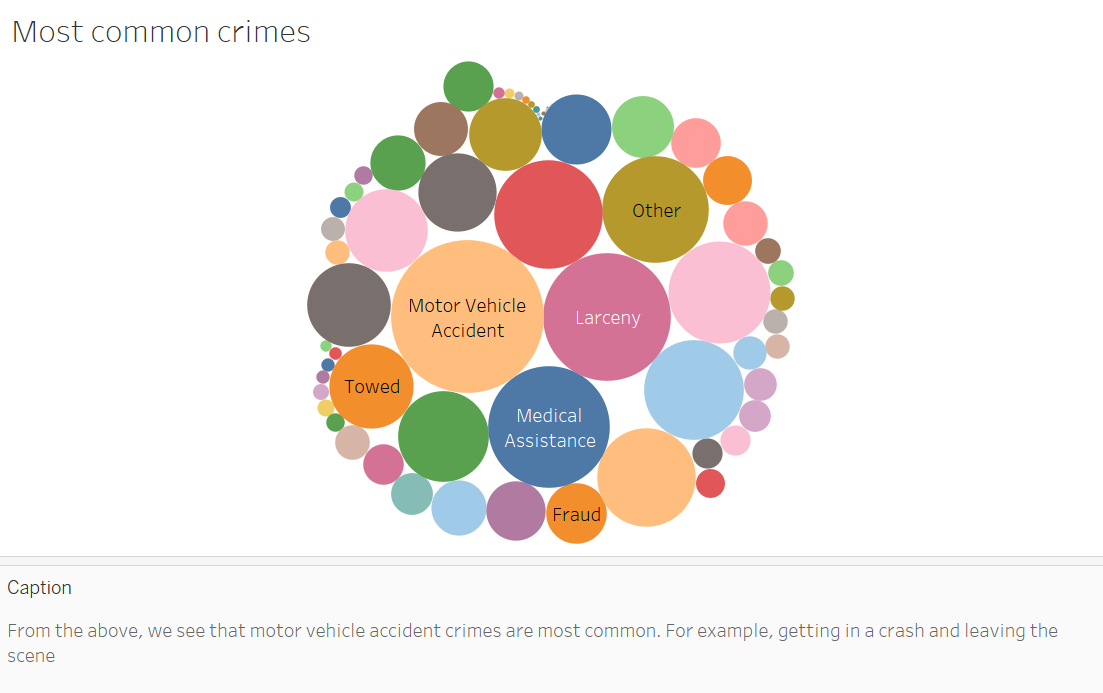 Most common crimes
Other
Motor Vehicle
Accident
Larceny
Towed
Medical
Assistance
Fraud
Caption
From the above, we see that motor vehicle accident crimes are most common. For example, getting in a crash and leaving the
scene